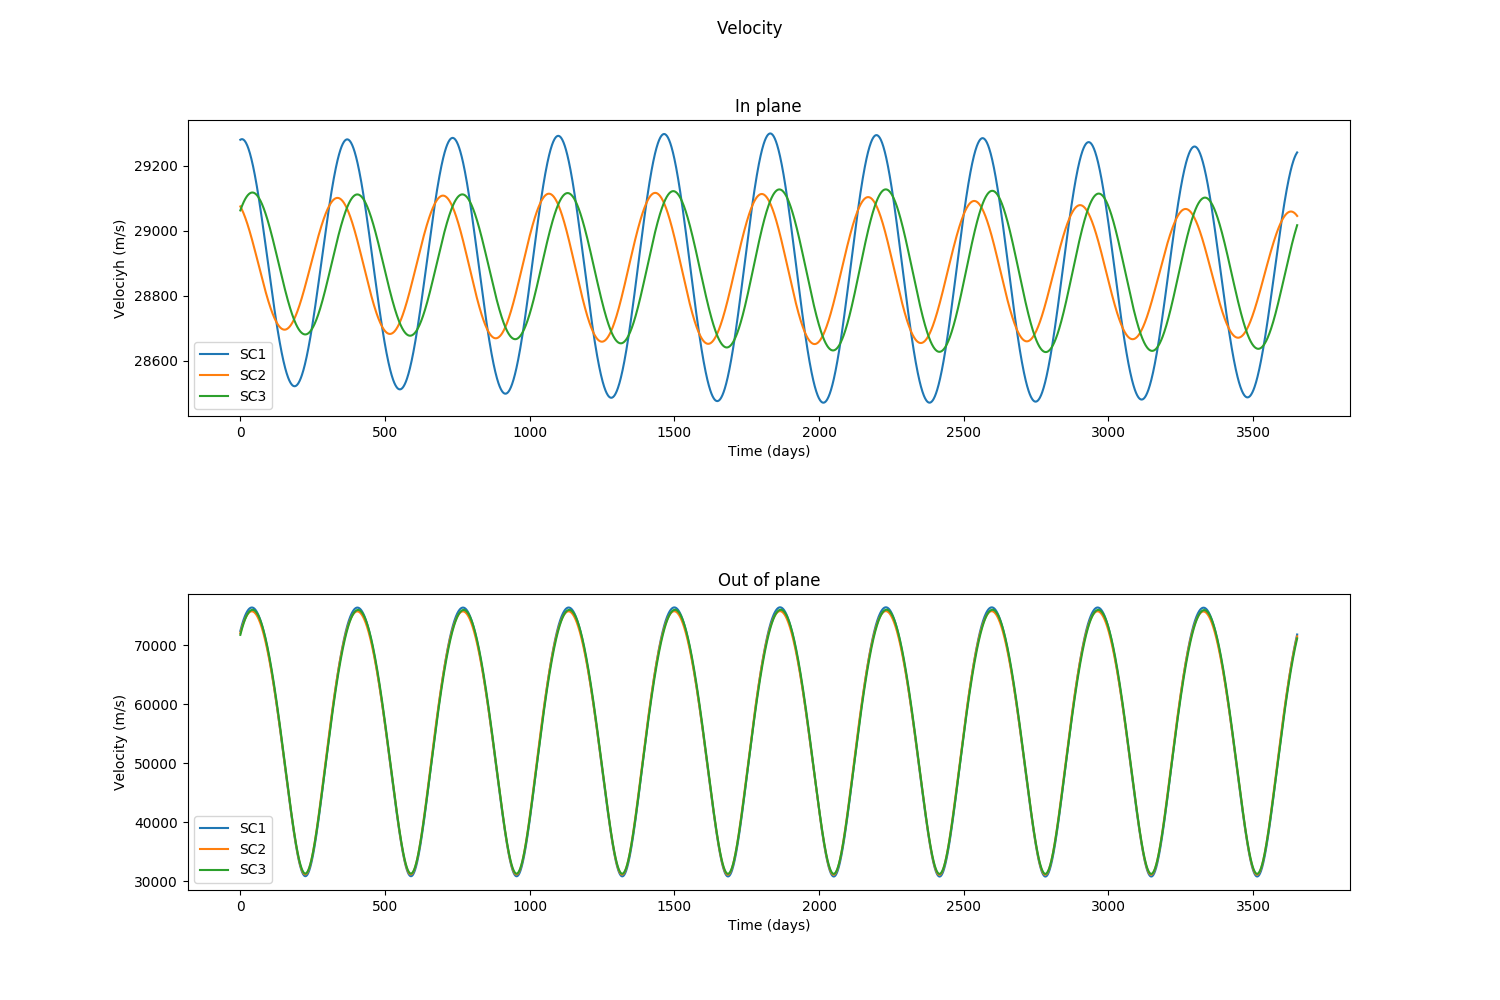 Velocity
In plane
Velociyh (m/s)
29200
29000
28800
28600
SC1
SC2
SC3
0 500 1000 1500 2000 2500 3000 3500
Time (days)
Out of plane
Velocity (m/s)
70000
60000
50000
40000
30000
SC1
SC2
SC3
0 500 1000 1500 2000 2500 3000 3500
Time (days)